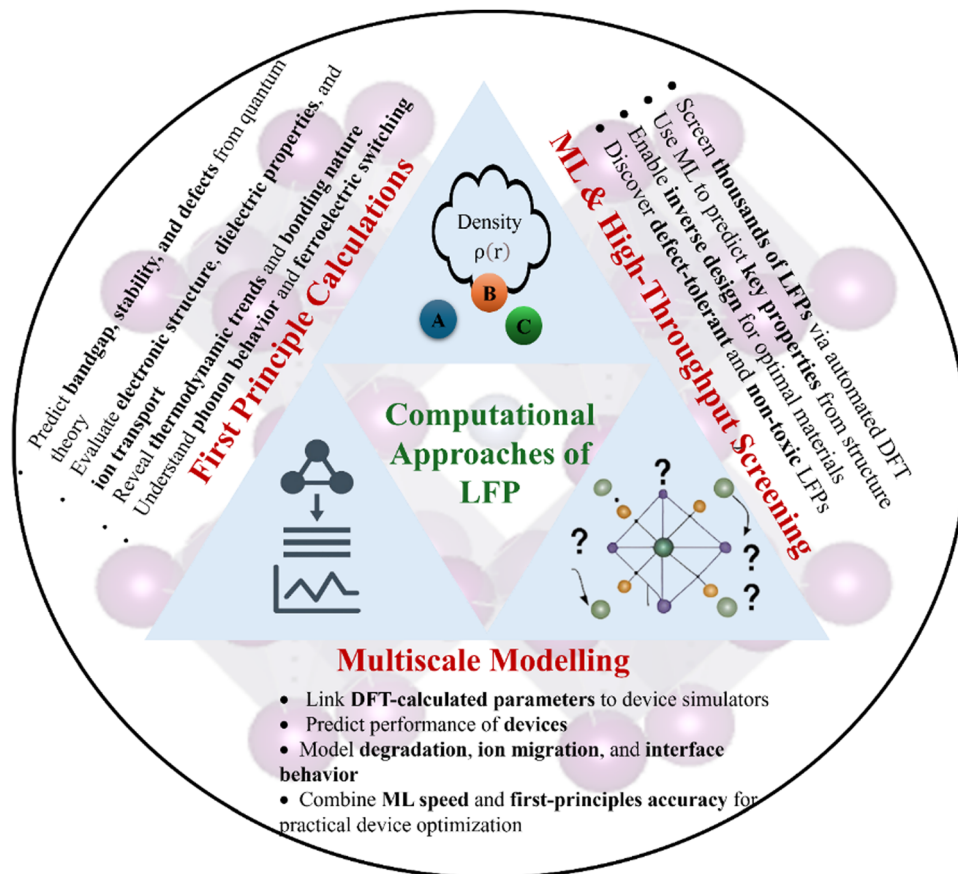 Predict bandgap, stability, and defects from quantum
theory
Evaluate electronic structure, dielectric properties, and
ion transport
Reveal thermodynamic trends and bonding nature
Understand phonon behavior and ferroelectric switching
First Principle Calculations
• Screen thousands of LFPs via automated DFT
• Use ML to predict key properties from structure
• Enable inverse design for optimal materials
• Discover defect-tolerant and non-toxic LFPs
ML & High-Throughput Screening
Density
ρ(r)
B
A
C
Computational
Approaches of
LFP
?
?
?
?
Multiscale Modelling
• Link DFT-calculated parameters to device simulators
• Predict performance of devices
• Model degradation, ion migration, and interface
behavior
• Combine ML speed and first-principles accuracy for
practical device optimization